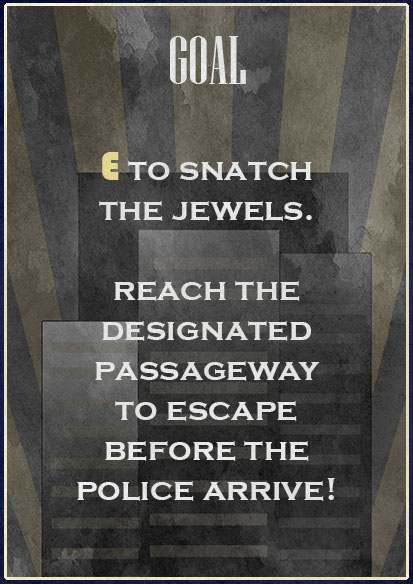 GOAL
E TO SNATCH
THE JEWELS.
REACH THE
DESIGNATED
PASSAGEWAY
TO ESCAPE
BEFORE THE
POLICE ARRIVE!